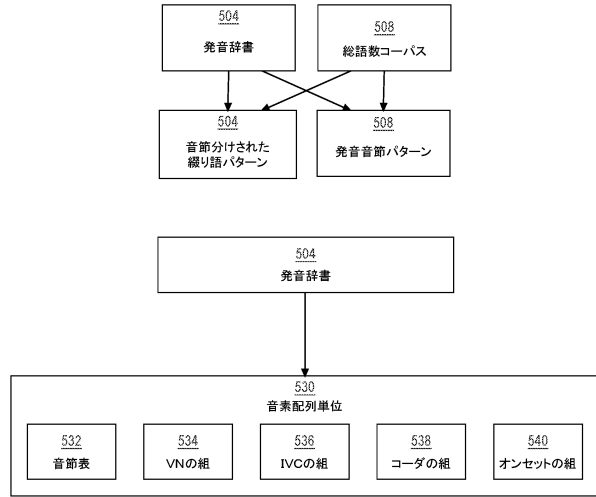 504
発音辞書
508
総語数コーパス
504
音節分けされた
綴り語パターン
508
発音音節パターン
504
発音辞書
530
音素配列単位
532
音節表
534
VNの組
536
IVCの組
538
コーダの組
540
オンセットの組